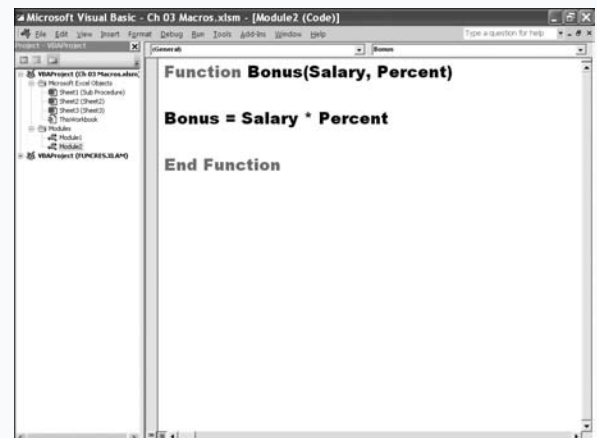 Microsoft Visual Basic - Ch 03 Macros.xlsm - [Module2 (Code)]
File Edit View Insert Format Debug Run Tools Add-Ins Window Help
Type a question for help
Project - VBAProject
(General)
Bonus
VBAProject (Ch 03 Macros.xlsm)
Microsoft Excel Objects
Sheet1 (Sub Procedure)
Sheet2 (Sheet2)
Sheet3 (Sheet3)
ThisWorkbook
Modules
Module1
Module2
VBAProject (FUNCRES.XLAM)
Function Bonus(Salary, Percent)
Bonus = Salary * Percent
End Function